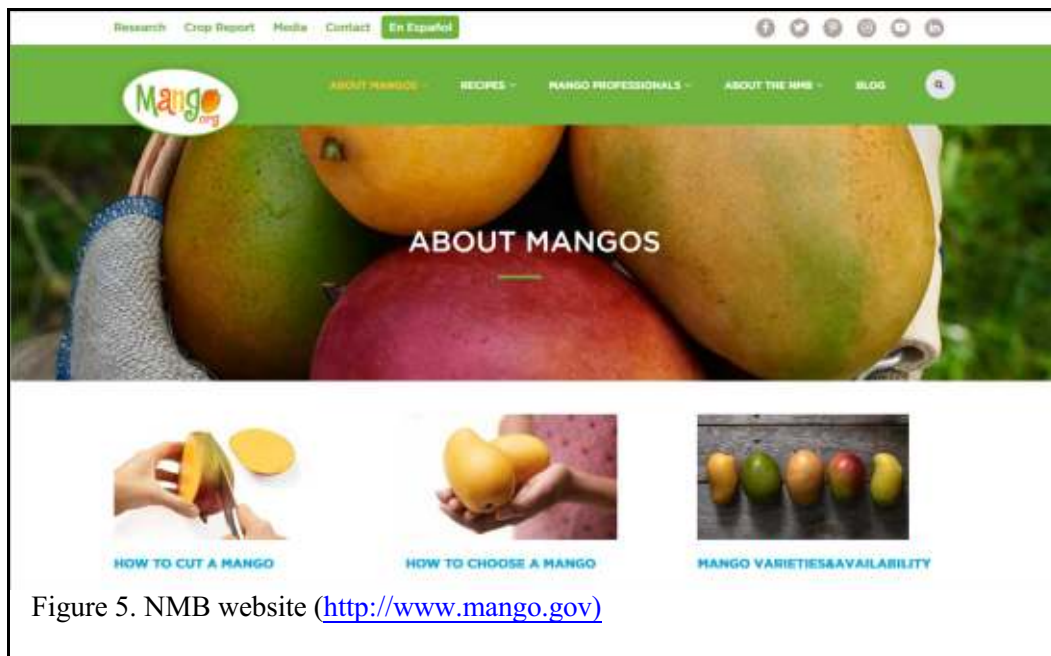 Research Crop Report Media Contact En Español
Mango.org
ABOUT MANGOS RECIPES MANGO PROFESSIONALS ABOUT THE NMB BLOG
ABOUT MANGOS
HOW TO CUT A MANGO HOW TO CHOOSE A MANGO MANGO VARIETIES&AVAILABILITY
Figure 5. NMB website (http://www.mango.gov)